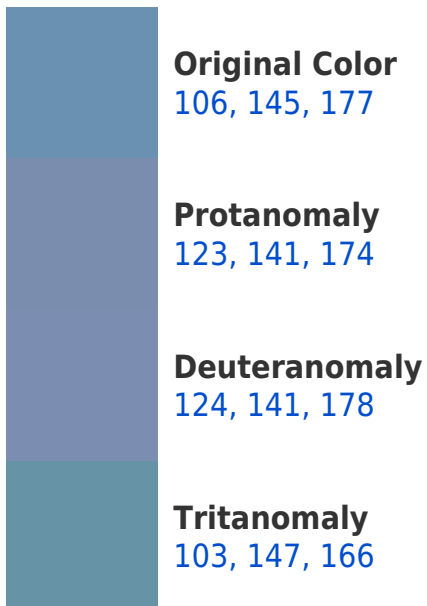 Original Color
106, 145, 177
Protanomaly
123, 141, 174
Deuteranomaly
124, 141, 178
Tritanomaly
103, 147, 166